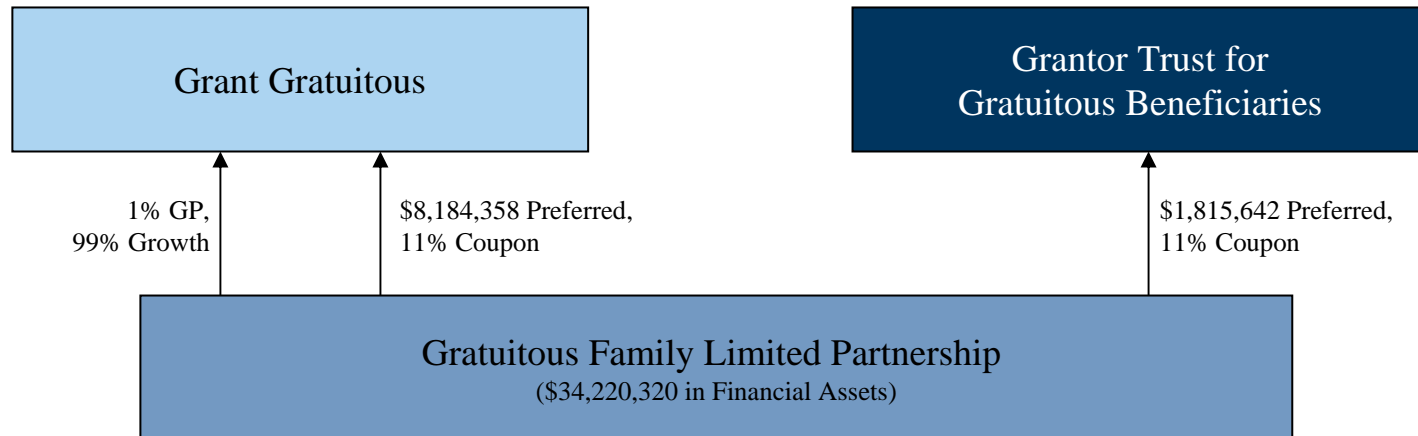 Grant Gratuitous
Grantor Trust for
Gratuitous Beneficiaries
1% GP,
99% Growth
$8,184,358 Preferred,
11% Coupon
$1,815,642 Preferred,
11% Coupon
Gratuitous Family Limited Partnership
($34,220,320 in Financial Assets)